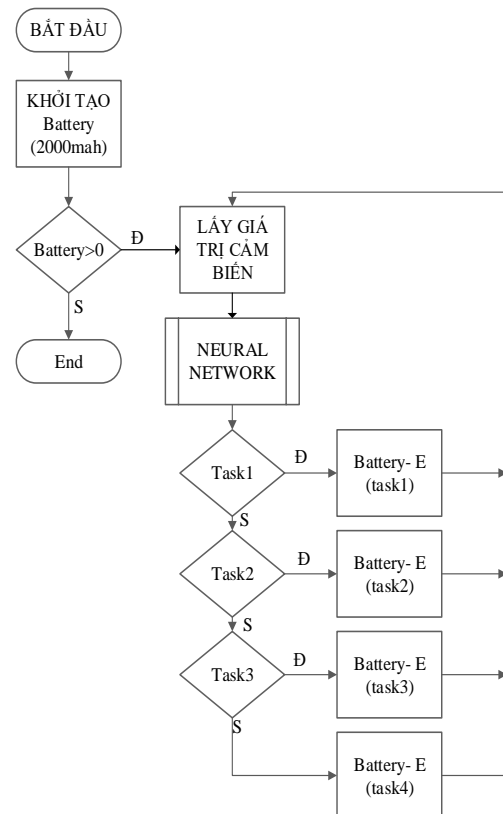 BẮT ĐẦU
KHỞI TẠO
Battery
(2000mah)
Battery>0
Đ
S
End
LẤY GIÁ
TRỊ CẢM
BIẾN
NEURAL
NETWORK
Task1
Đ
Battery- E
(task1)
S
Task2
Đ
Battery- E
(task2)
S
Task3
Đ
Battery- E
(task3)
S
Battery- E
(task4)